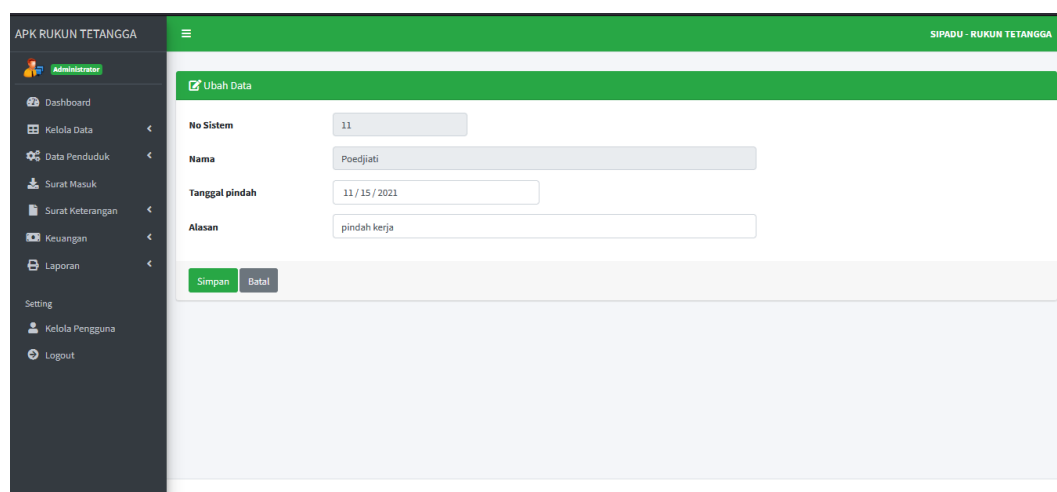 APK RUKUN TETANGGA
SIPADU - RUKUN TETANGGA
Administrator
Dashboard
Kelola Data
Data Penduduk
Surat Masuk
Surat Keterangan
Keuangan
Laporan
Setting
Kelola Pengguna
Logout
Ubah Data
No Sistem 11
Nama Poedjiati
Tanggal pindah 11/15/2021
Alasan pindah kerja
Simpan Batal